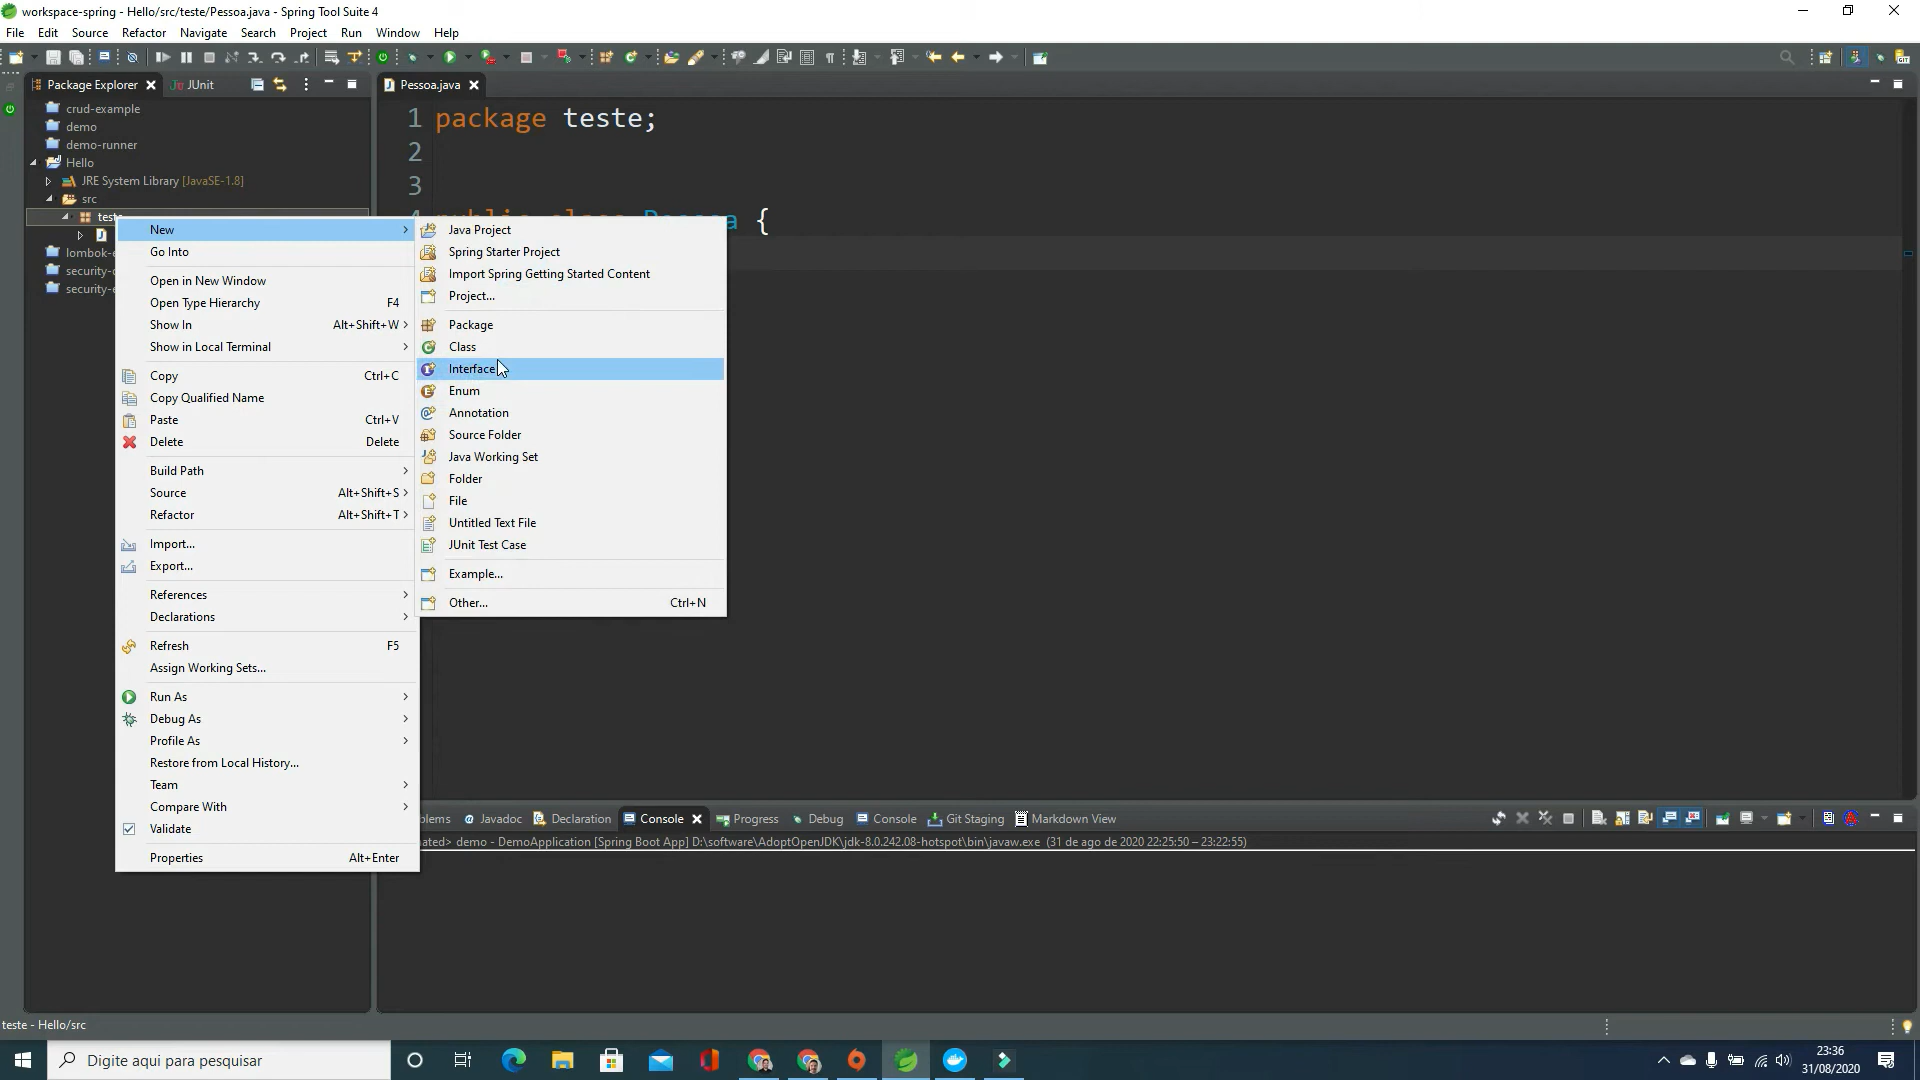 workspace-spring - Hello/src/teste/Pessoa.java - Spring Tool Suite 4
File Edit Source Refactor Navigate Search Project Run Window Help
Package Explorer JUnit
crud-example
demo
demo-runner
Hello
JRE System Library [JavaSE-1.8]
src
teste
lombok-e
security-
security-e
Pessoa.java
1 package teste;
2
3
{
New
Go Into
Open in New Window
Open Type Hierarchy F4
Show In Alt+Shift+W
Show in Local Terminal
Copy Ctrl+C
Copy Qualified Name
Paste Ctrl+V
Delete Delete
Build Path
Source Alt+Shift+S
Refactor Alt+Shift+T
Import...
Export...
References
Declarations
Refresh F5
Assign Working Sets...
Run As
Debug As
Profile As
Restore from Local History...
Team
Compare With
Validate
Properties Alt+Enter
Java Project
Spring Starter Project
Import Spring Getting Started Content
Project...
Package
Class
Interface
Enum
Annotation
Source Folder
Java Working Set
Folder
File
Untitled Text File
JUnit Test Case
Example...
Other... Ctrl+N
blems Javadoc Declaration Console Progress Debug Console Git Staging Markdown View
ated> demo - DemoApplication [Spring Boot App] D:\software\AdoptOpenJDK\jdk-8.0.242.08-hotspot\bin\javaw.exe (31 de ago de 2020 22:25:50 – 23:22:55)
teste - Hello/src
Digite aqui para pesquisar
23:36
31/08/2020